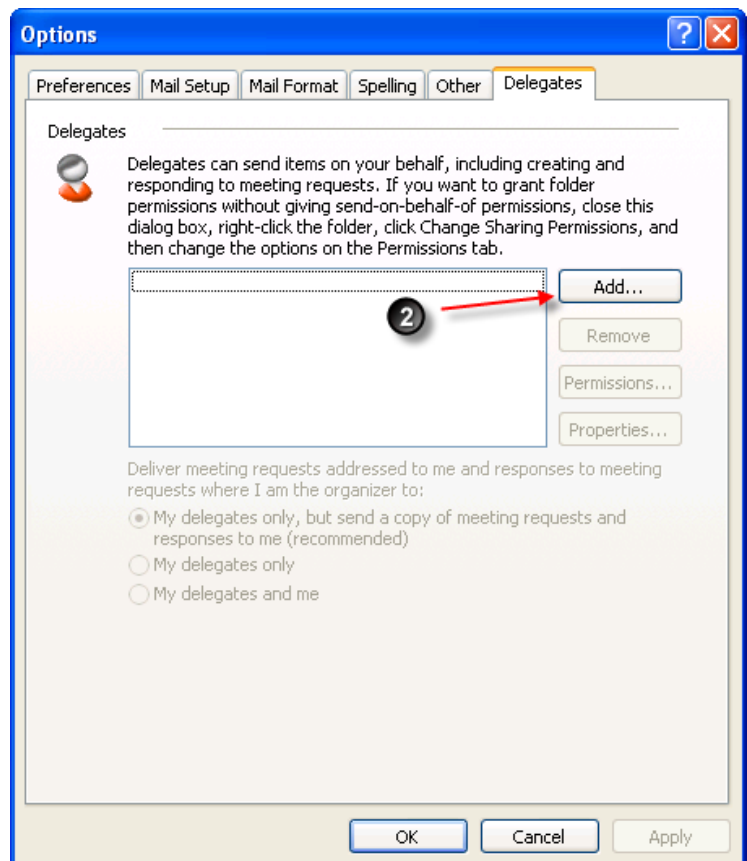 Options
Preferences Mail Setup Mail Format Spelling Other Delegates
Delegates
Delegates can send items on your behalf, including creating and
responding to meeting requests. If you want to grant folder
permissions without giving send-on-behalf-of permissions, close this
dialog box, right-click the folder, click Change Sharing Permissions, and
then change the options on the Permissions tab.
Add...
2
Remove
Permissions...
Properties...
Deliver meeting requests addressed to me and responses to meeting
requests where I am the organizer to:
My delegates only, but send a copy of meeting requests and
responses to me (recommended)
My delegates only
My delegates and me
OK Cancel Apply